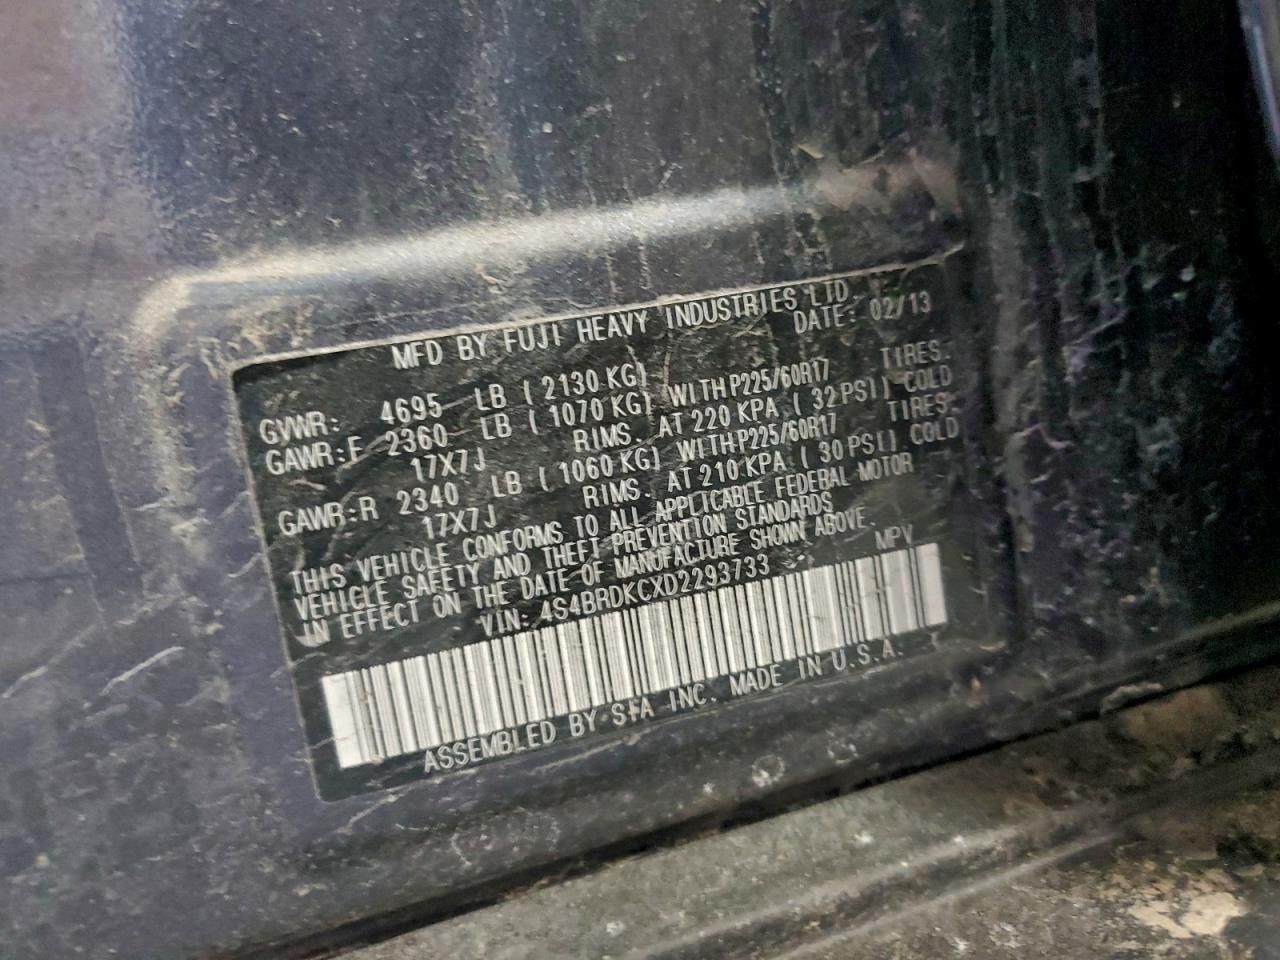 MFD BY FUJI HEAVY INDUSTRIES LTD.
DATE: 02/13
GVWR: 4695 LB ( 2130 KG)
GAWR:F 2360 LB ( 1070 KG) WITH P225/60R17 TIRES.
17X7J RIMS. AT 220 KPA ( 32 PSI) COLD
GAWR:R 2340 LB ( 1060 KG) WITH P225/60R17 TIRES.
17X7J RIMS. AT 210 KPA ( 30 PSI) COLD
THIS VEHICLE CONFORMS TO ALL APPLICABLE FEDERAL MOTOR
VEHICLE SAFETY AND THEFT PREVENTION STANDARDS
IN EFFECT ON THE DATE OF MANUFACTURE SHOWN ABOVE.
VIN: 4S4BRDKCXD2293733 MPV
ASSEMBLED BY SIA INC. MADE IN U.S.A.